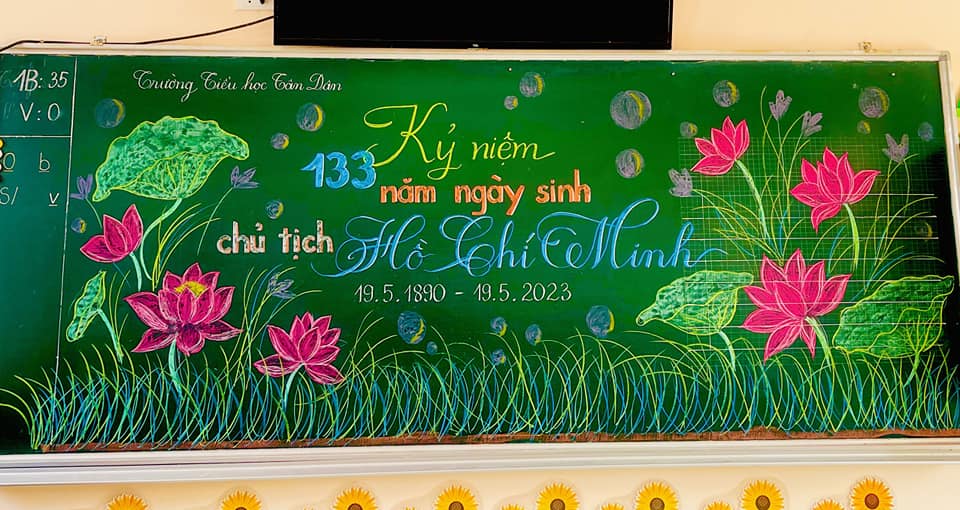 1B: 35
V: 0
b
S/ v
Trường Tiểu học Tân Dân
Kỷ niệm
133
năm ngày sinh
chủ tịch Hồ Chí Minh
19.5.1890 - 19.5.2023